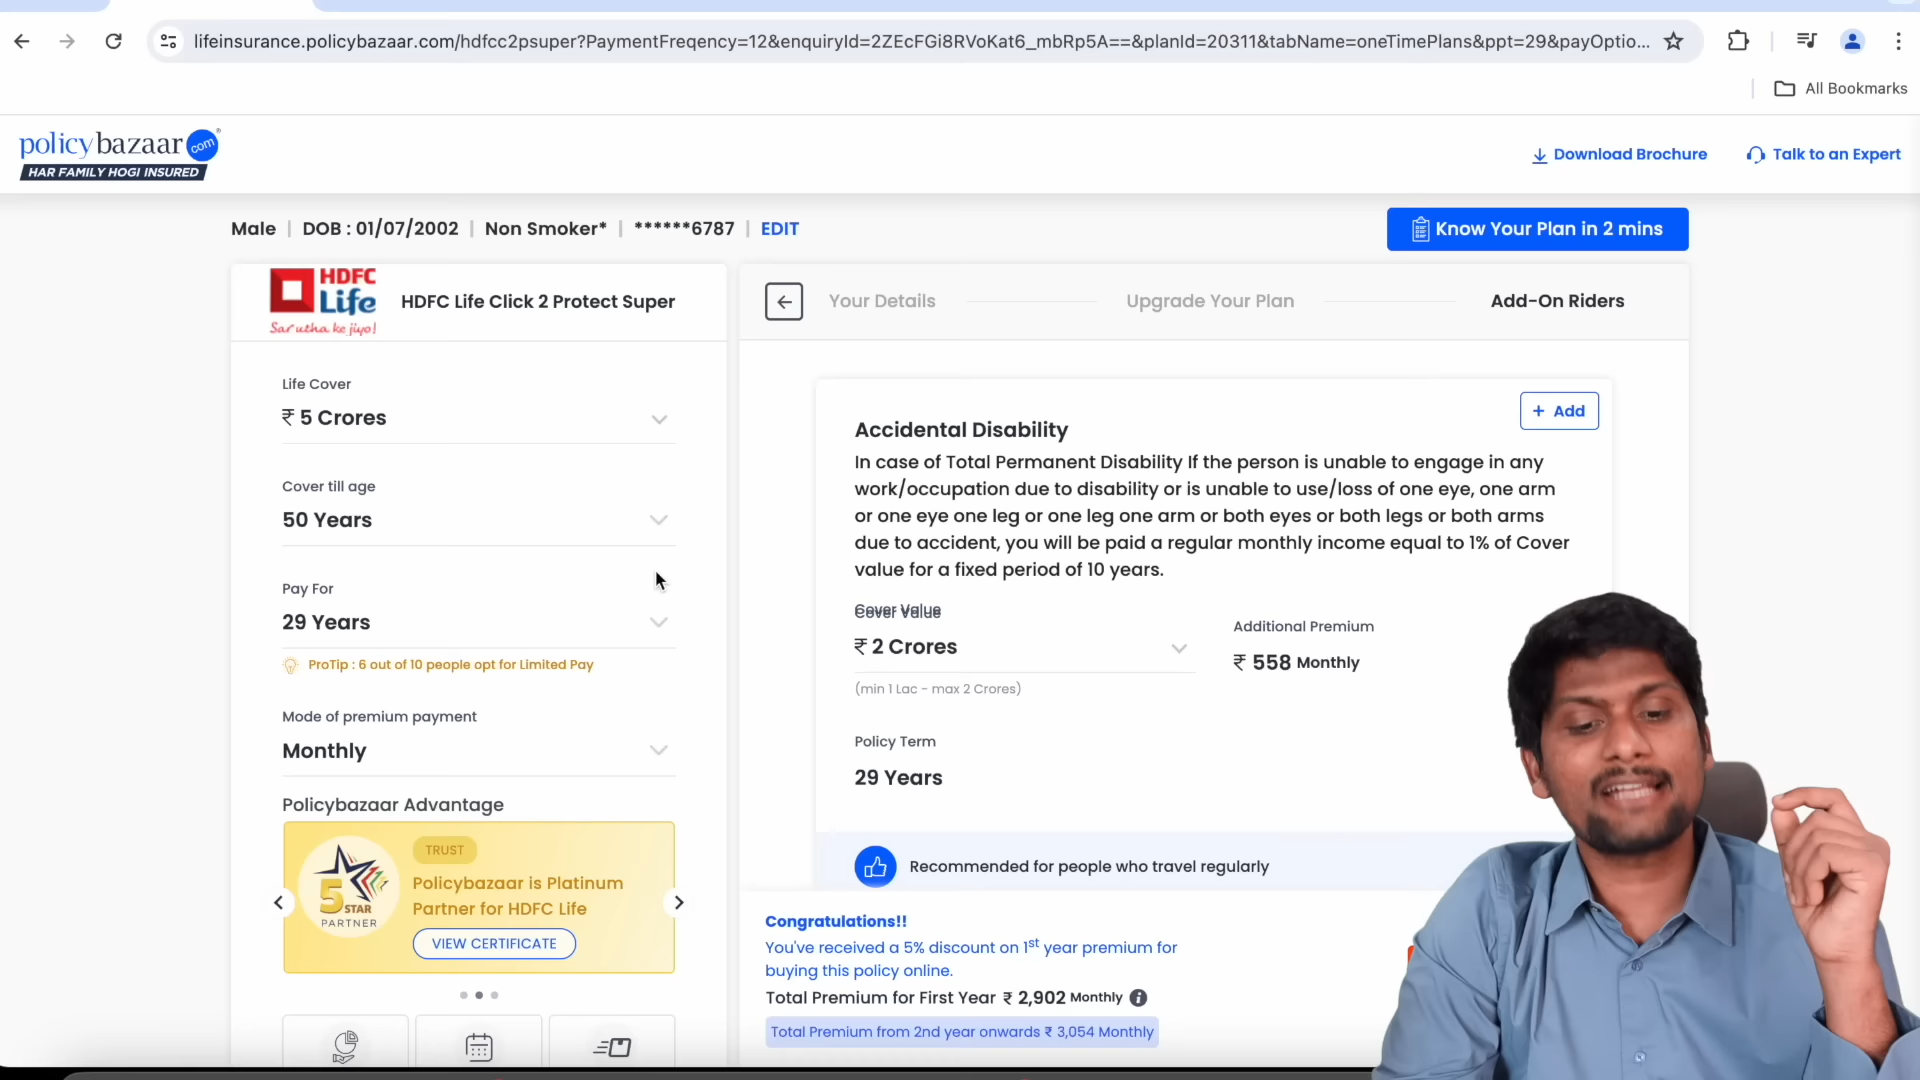 lifeinsurance.policybazaar.com/hdfcc2psuper?PaymentFreqency=12&enquiryId=2ZEcFGi8RVoKat6_mbRp5A==&planId=20311&tabName=oneTimePlans&ppt=29&payOptio...
All Bookmarks
policybazaar com
HAR FAMILY HOGI INSURED
Download Brochure
Talk to an Expert
Male | DOB : 01/07/2002 | Non Smoker* | ******6787 | EDIT
Know Your Plan in 2 mins
HDFC
Life
Sar utha ke jiyo!
HDFC Life Click 2 Protect Super
Your Details
Upgrade Your Plan
Add-On Riders
Life Cover
₹ 5 Crores
Cover till age
50 Years
Pay For
29 Years
ProTip : 6 out of 10 people opt for Limited Pay
Mode of premium payment
Monthly
Policybazaar Advantage
5
STAR
PARTNER
TRUST
Policybazaar is Platinum
Partner for HDFC Life
VIEW CERTIFICATE
+ Add
Accidental Disability
In case of Total Permanent Disability If the person is unable to engage in any
work/occupation due to disability or is unable to use/loss of one eye, one arm
or one eye one leg or one leg one arm or both eyes or both legs or both arms
due to accident, you will be paid a regular monthly income equal to 1% of Cover
value for a fixed period of 10 years.
Cover Value
₹ 2 Crores
(min 1 Lac - max 2 Crores)
Additional Premium
₹ 558 Monthly
Policy Term
29 Years
Recommended for people who travel regularly
Congratulations!!
You've received a 5% discount on 1st year premium for
buying this policy online.
Total Premium for First Year ₹ 2,902 Monthly
Total Premium from 2nd year onwards ₹ 3,054 Monthly